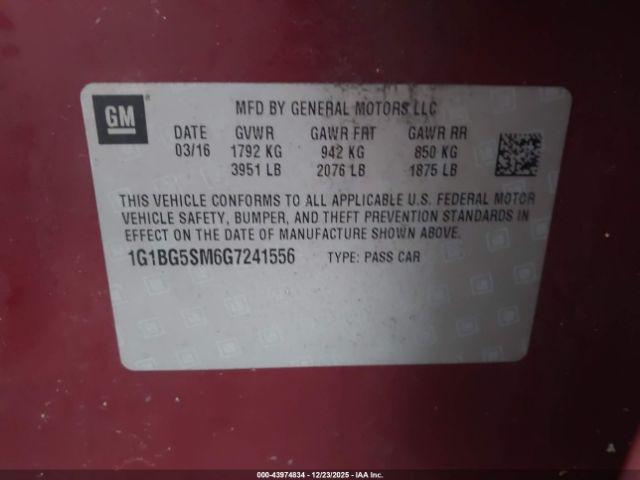 GM
MFD BY GENERAL MOTORS LLC
DATE GVWR GAWR FRT GAWR RR
03/16 1792 KG 942 KG 850 KG
3951 LB 2076 LB 1875 LB
THIS VEHICLE CONFORMS TO ALL APPLICABLE U.S. FEDERAL MOTOR
VEHICLE SAFETY, BUMPER, AND THEFT PREVENTION STANDARDS IN
EFFECT ON THE DATE OF MANUFACTURE SHOWN ABOVE.
1G1BG5SM6G7241556 TYPE: PASS CAR
000-43974834 - 12/23/2025 - IAA Inc.